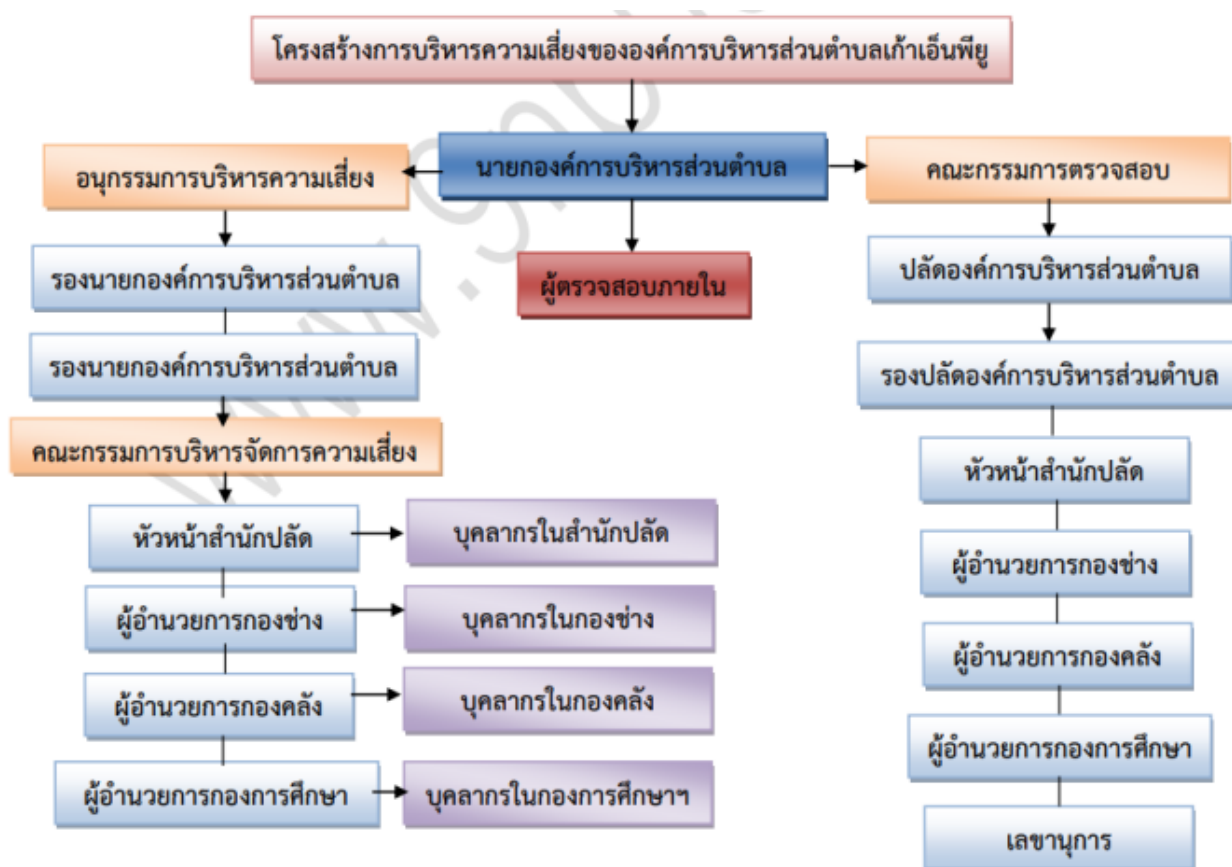 โครงสร้างการบริหารความเสี่ยงขององค์การบริหารส่วนตำบลเก้าเอ็นพียู
อนุกรรมการบริหารความเสี่ยง
นายกองค์การบริหารส่วนตำบล
คณะกรรมการตรวจสอบ
รองนายกองค์การบริหารส่วนตำบล
ผู้ตรวจสอบภายใน
ปลัดองค์การบริหารส่วนตำบล
รองนายกองค์การบริหารส่วนตำบล
รองปลัดองค์การบริหารส่วนตำบล
คณะกรรมการบริหารจัดการความเสี่ยง
หัวหน้าสำนักปลัด
หัวหน้าสำนักปลัด
บุคลากรในสำนักปลัด
ผู้อำนวยการกองช่าง
ผู้อำนวยการกองช่าง
บุคลากรในกองช่าง
ผู้อำนวยการกองคลัง
ผู้อำนวยการกองคลัง
บุคลากรในกองคลัง
ผู้อำนวยการกองการศึกษา
ผู้อำนวยการกองการศึกษา
บุคลากรในกองการศึกษาฯ
เลขานุการ